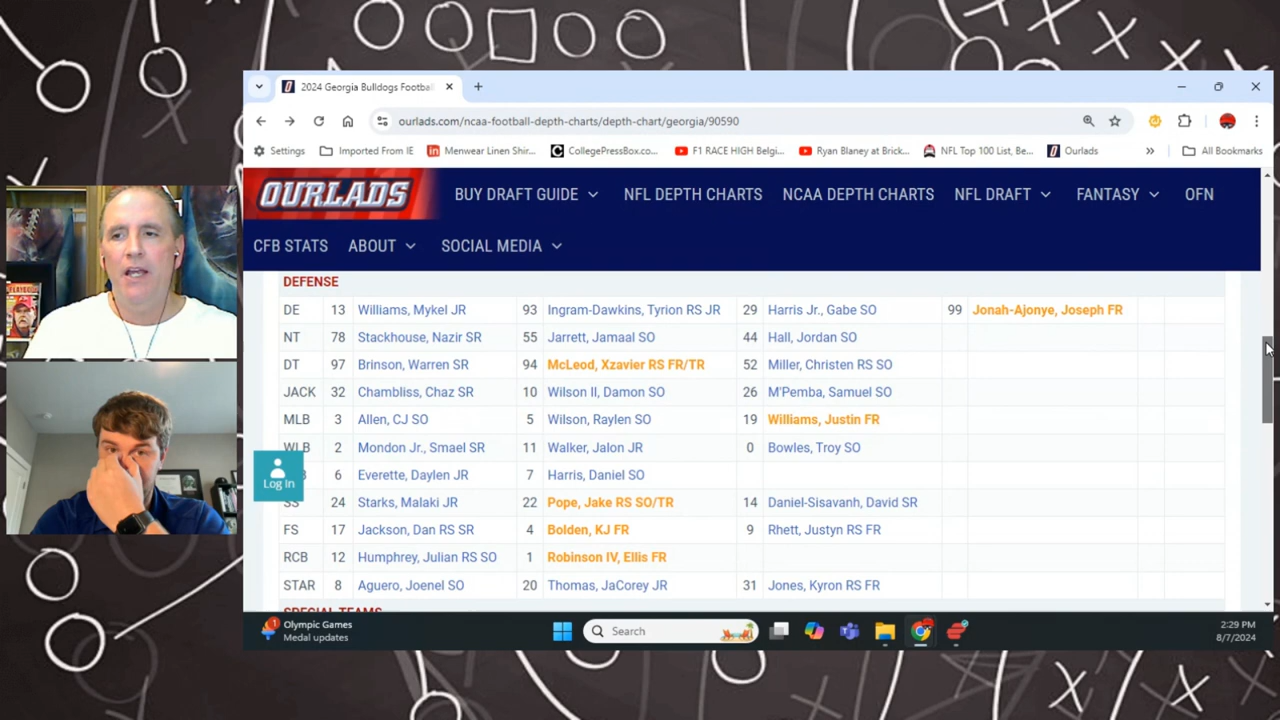 2024 Georgia Bulldogs Footbal
ourlads.com/ncaa-football-depth-charts/depth-chart/georgia/90590
Settings Imported From IE Menwear Linen Shir... CollegePressBox.co... F1 RACE HIGH Belgi... Ryan Blaney at Brick... NFL Top 100 List, Be... Ourlads » All Bookmarks
OURLADS BUY DRAFT GUIDE NFL DEPTH CHARTS NCAA DEPTH CHARTS NFL DRAFT FANTASY OFN
CFB STATS ABOUT SOCIAL MEDIA
DEFENSE
DE 13 Williams, Mykel JR 93 Ingram-Dawkins, Tyrion RS JR 29 Harris Jr., Gabe SO 99 Jonah-Ajonye, Joseph FR
NT 78 Stackhouse, Nazir SR 55 Jarrett, Jamaal SO 44 Hall, Jordan SO
DT 97 Brinson, Warren SR 94 McLeod, Xzavier RS FR/TR 52 Miller, Christen RS SO
JACK 32 Chambliss, Chaz SR 10 Wilson II, Damon SO 26 M'Pemba, Samuel SO
MLB 3 Allen, CJ SO 5 Wilson, Raylen SO 19 Williams, Justin FR
WLB 2 Mondon Jr., Smael SR 11 Walker, Jalon JR 0 Bowles, Troy SO
6 Everette, Daylen JR 7 Harris, Daniel SO
Log In
SS 24 Starks, Malaki JR 22 Pope, Jake RS SO/TR 14 Daniel-Sisavanh, David SR
FS 17 Jackson, Dan RS SR 4 Bolden, KJ FR 9 Rhett, Justyn RS FR
RCB 12 Humphrey, Julian RS SO 1 Robinson IV, Ellis FR
STAR 8 Aguero, Joenel SO 20 Thomas, JaCorey JR 31 Jones, Kyron RS FR
SPECIAL TEAMS
1 Olympic Games
Medal updates
Search
2:29 PM
8/7/2024